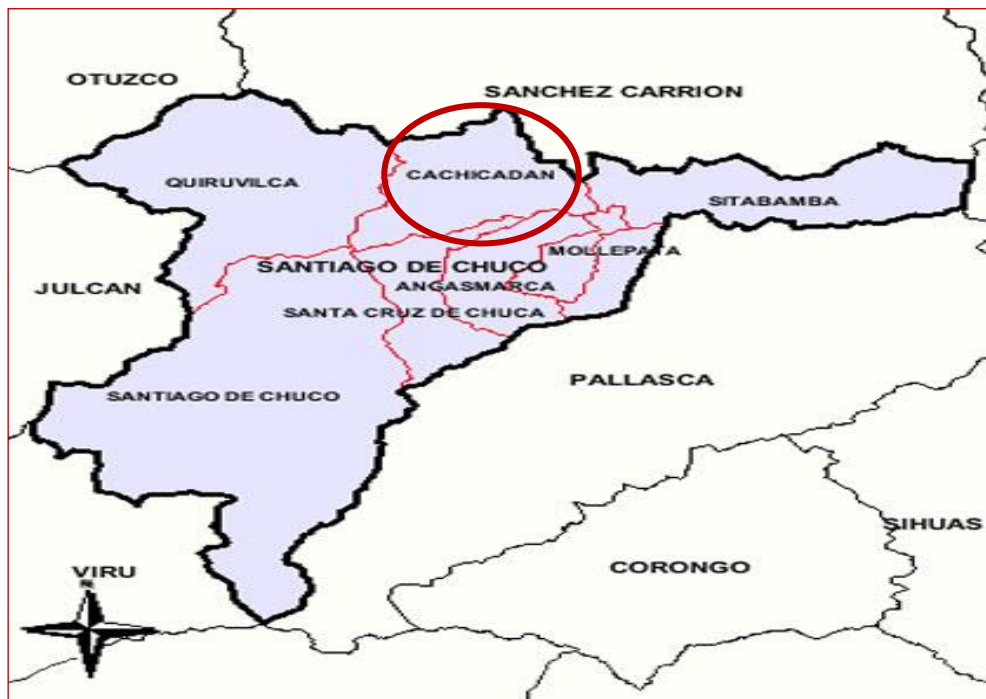 OTUZCO
SANCHEZ CARRION
CACHICADAN
QUIRUVILCA
SITABAMBA
MOLLEPATA
SANTIAGO DE CHUCO
JULCAN
ANGASMARCA
SANTA CRUZ DE CHUCA
PALLASCA
SANTIAGO DE CHUCO
SIHUAS
CORONGO
VIRU
N